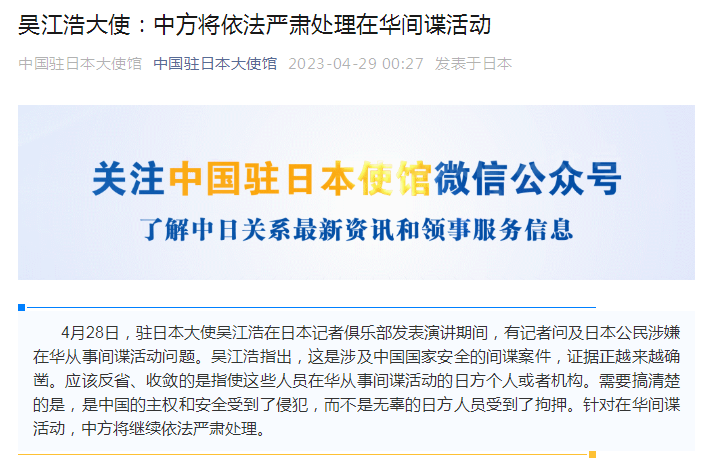 吴江浩大使：中方将依法严肃处理在华间谍活动
中国驻日本大使馆 中国驻日本大使馆 2023-04-29 00:27 发表于日本
关注中国驻日本使馆微信公众号
了解中日关系最新资讯和领事服务信息
4月28日，驻日本大使吴江浩在日本记者俱乐部发表演讲期间，有记者问及日本公民涉嫌
在华从事间谍活动问题。吴江浩指出，这是涉及中国国家安全的间谍案件，证据正越来越确
凿。应该反省、收敛的是指使这些人员在华从事间谍活动的日方个人或者机构。需要搞清楚
的是，是中国的主权和安全受到了侵犯，而不是无辜的日方人员受到了拘押。针对在华间谍
活动，中方将继续依法严肃处理。